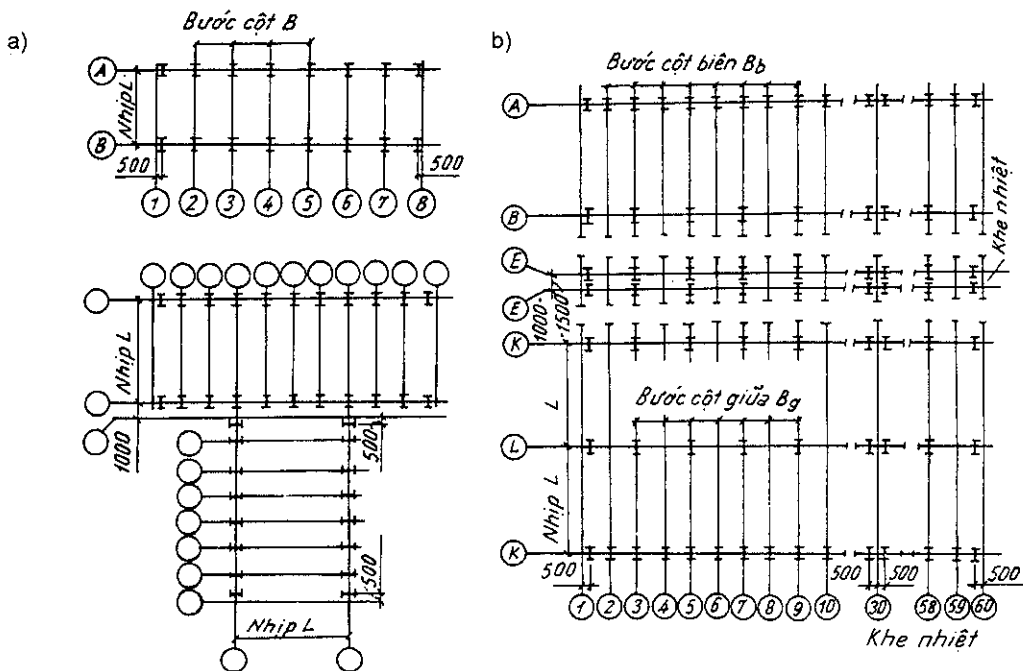 a)
Bước cột B
A
Nhịp L
B
500
500
1 2 3 4 5 6 7 8
Nhịp L
1000
500
500
Nhịp L
b)
Bước cột biên Bb
A
B
Khe nhiệt
E
E
1000-
-1500
K
L
Bước cột giữa Bg
L
Nhịp L
K
500
500
500
500
1 2 3 4 5 6 7 8 9 10 30 58 59 60
Khe nhiệt